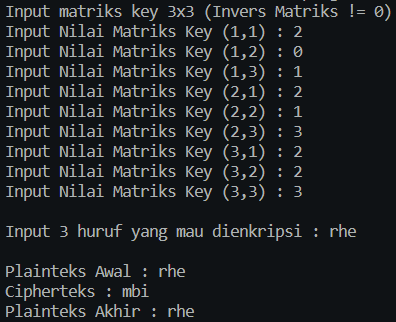 Input matriks key 3x3 (Invers Matriks != 0)
Input Nilai Matriks Key (1,1) : 2
Input Nilai Matriks Key (1,2) : 0
Input Nilai Matriks Key (1,3) : 1
Input Nilai Matriks Key (2,1) : 2
Input Nilai Matriks Key (2,2) : 1
Input Nilai Matriks Key (2,3) : 3
Input Nilai Matriks Key (3,1) : 2
Input Nilai Matriks Key (3,2) : 2
Input Nilai Matriks Key (3,3) : 3
Input 3 huruf yang mau dienkripsi : rhe
Plainteks Awal : rhe
Cipherteks : mbi
Plainteks Akhir : rhe